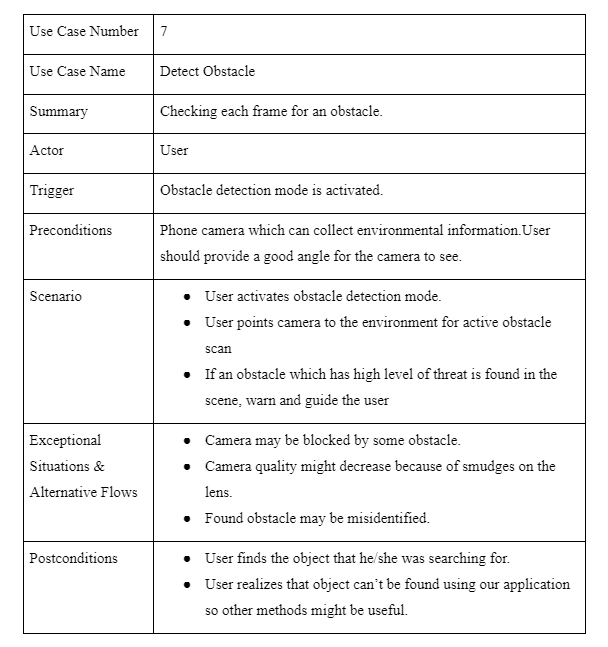 Use Case Number 7
Use Case Name Detect Obstacle
Summary Checking each frame for an obstacle.
Actor User
Trigger Obstacle detection mode is activated.
Preconditions Phone camera which can collect environmental information.User
should provide a good angle for the camera to see.
Scenario
● User activates obstacle detection mode.
● User points camera to the environment for active obstacle
scan
● If an obstacle which has high level of threat is found in the
scene, warn and guide the user
Exceptional
Situations &
Alternative Flows
● Camera may be blocked by some obstacle.
● Camera quality might decrease because of smudges on the
lens.
● Found obstacle may be misidentified.
Postconditions
● User finds the object that he/she was searching for.
● User realizes that object can’t be found using our application
so other methods might be useful.